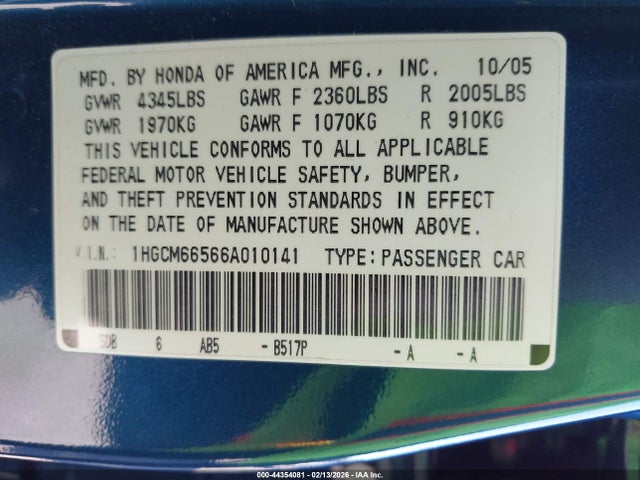 MFD. BY HONDA OF AMERICA MFG., INC. 10/05
GVWR 4345LBS GAWR F 2360LBS R 2005LBS
GVWR 1970KG GAWR F 1070KG R 910KG
THIS VEHICLE CONFORMS TO ALL APPLICABLE
FEDERAL MOTOR VEHICLE SAFETY, BUMPER,
AND THEFT PREVENTION STANDARDS IN EFFECT
ON THE DATE OF MANUFACTURE SHOWN ABOVE.
V.I.N.: 1HGCM66566A010141 TYPE:PASSENGER CAR
SDB 6 AB5 - B517P - A - A
000-44354081 - 02/13/2026 - IAA Inc.